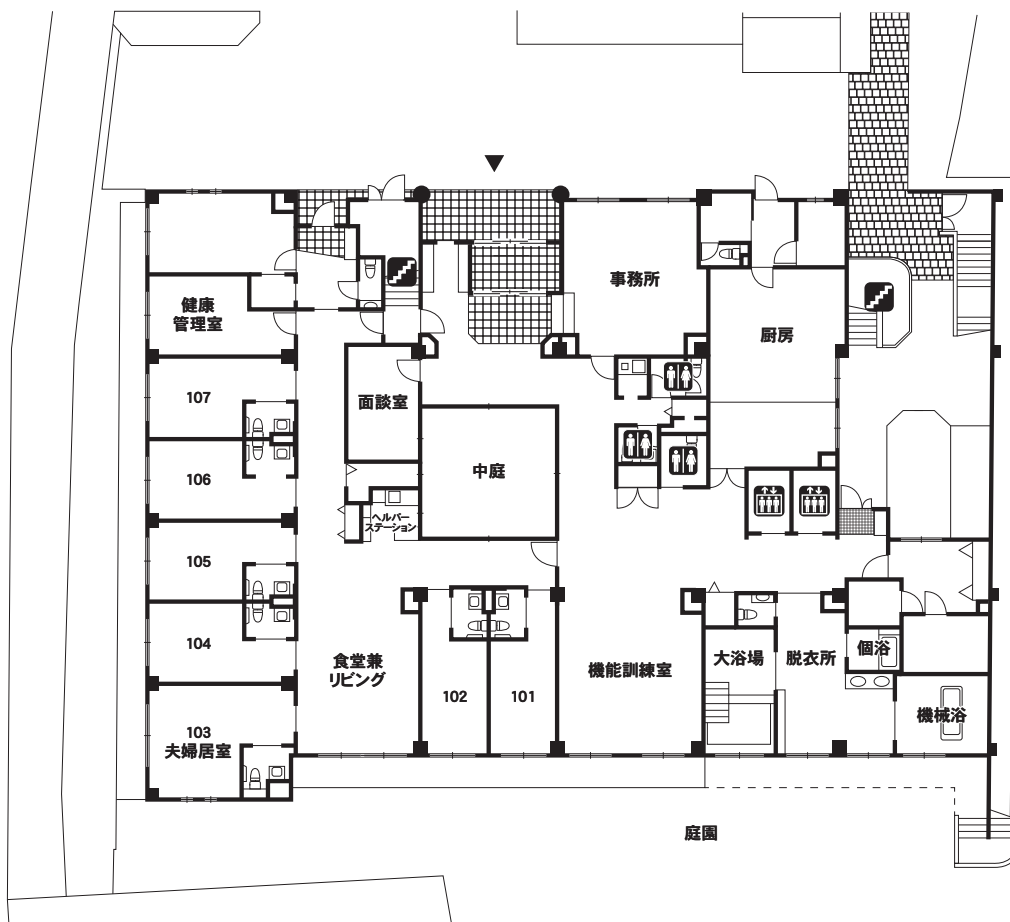 事務所
健康
管理室
厨房
107
面談室
中庭
106
ヘルパー
ステーション
105
104
食堂兼
リビング
102
101
機能訓練室
大浴場
脱衣所
個浴
103
夫婦居室
機械浴
庭園